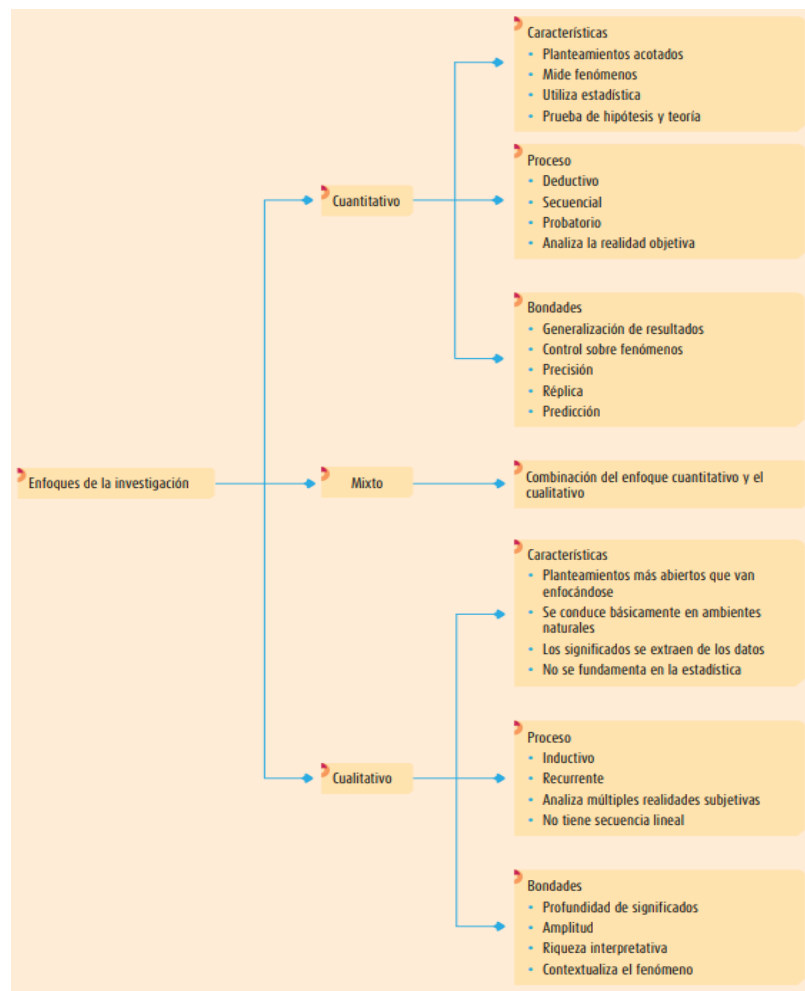 Enfoques de la investigación
Cuantitativo
Características
• Planteamientos acotados
• Mide fenómenos
• Utiliza estadística
• Prueba de hipótesis y teoría
Proceso
• Deductivo
• Secuencial
• Probatorio
• Analiza la realidad objetiva
Bondades
• Generalización de resultados
• Control sobre fenómenos
• Precisión
• Réplica
• Predicción
Mixto
Combinación del enfoque cuantitativo y el
cualitativo
Cualitativo
Características
• Planteamientos más abiertos que van
enfocándose
• Se conduce básicamente en ambientes
naturales
• Los significados se extraen de los datos
• No se fundamenta en la estadística
Proceso
• Inductivo
• Recurrente
• Analiza múltiples realidades subjetivas
• No tiene secuencia lineal
Bondades
• Profundidad de significados
• Amplitud
• Riqueza interpretativa
• Contextualiza el fenómeno